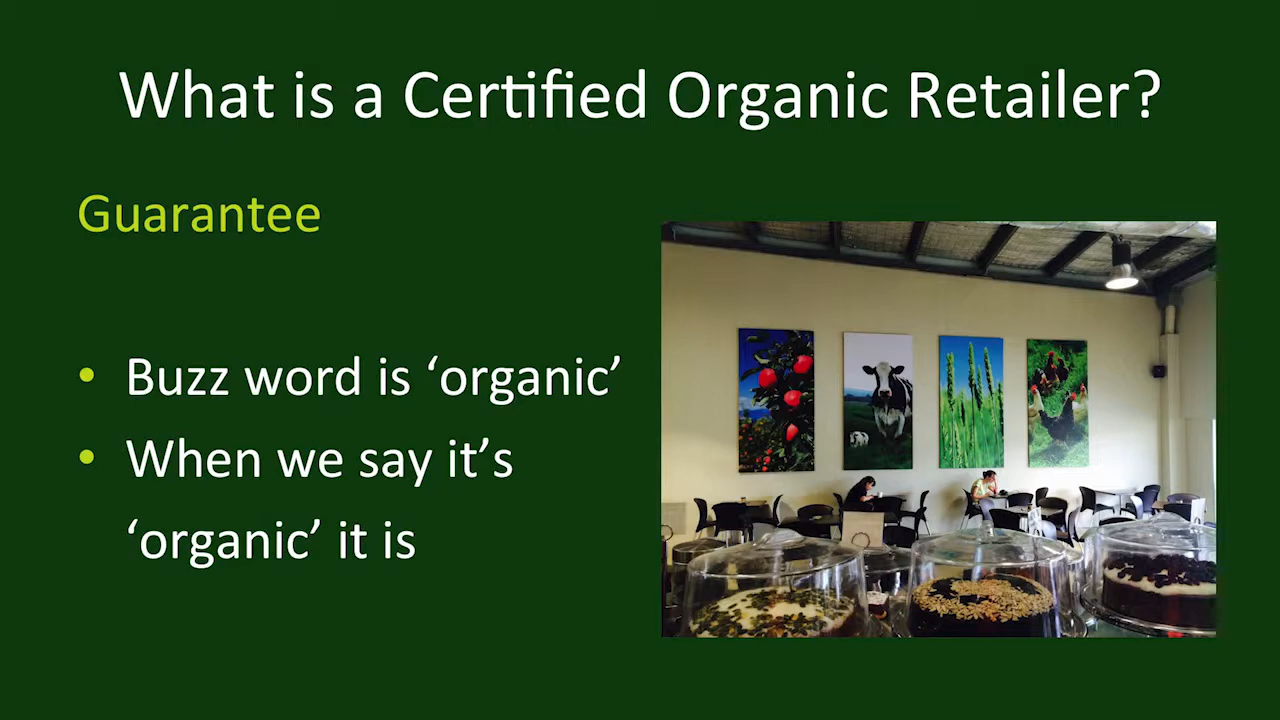 What is a Certified Organic Retailer?
Guarantee
• Buzz word is ‘organic’
• When we say it’s
‘organic’ it is